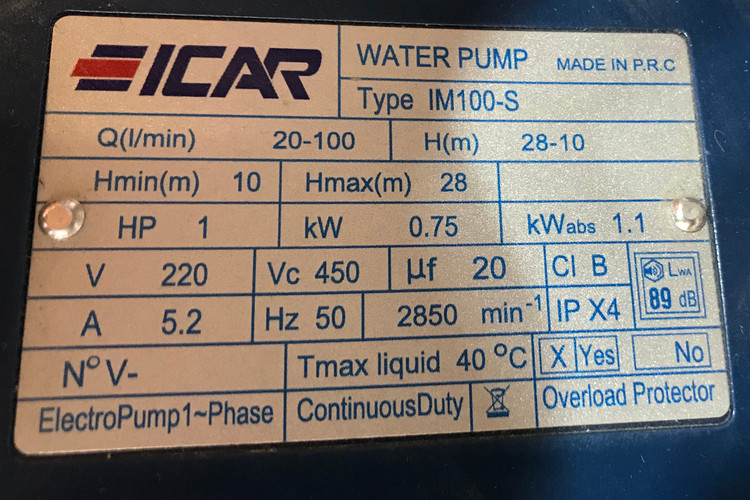 EICAR
WATER PUMP MADE IN P.R.C
Type IM100-S
Q(l/min) 20-100 H(m) 28-10
Hmin(m) 10 Hmax(m) 28
HP 1 kW 0.75 kWabs 1.1
V 220 Vc 450 µf 20 Cl B LWA
89 dB
A 5.2 Hz 50 2850 min-1 IP X4
N° V- Tmax liquid 40 °C X Yes No
ElectroPump1~Phase ContinuousDuty Overload Protector